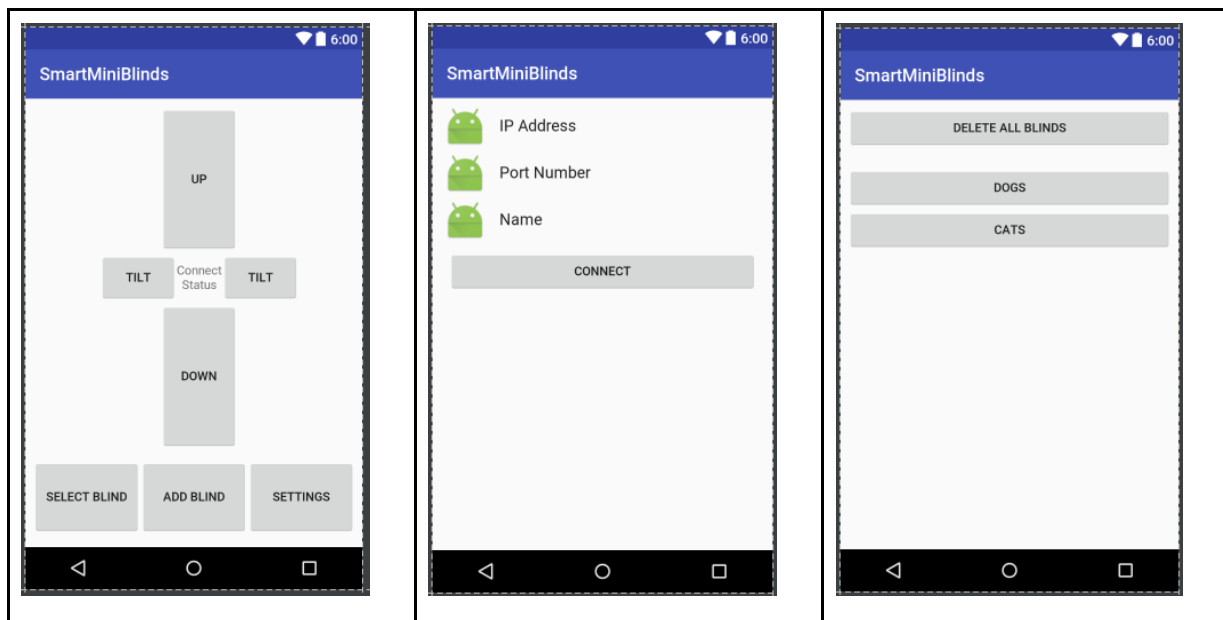 6:00
SmartMiniBlinds
UP
TILT
Connect
Status
TILT
DOWN
SELECT BLIND
ADD BLIND
SETTINGS
6:00
SmartMiniBlinds
IP Address
Port Number
Name
CONNECT
6:00
SmartMiniBlinds
DELETE ALL BLINDS
DOGS
CATS